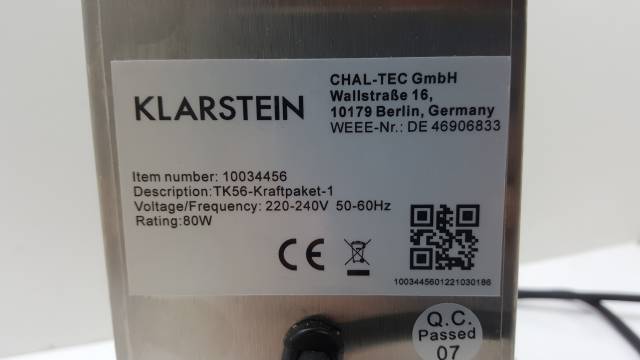 KLARSTEIN
CHAL-TEC GmbH
Wallstraße 16,
10179 Berlin, Germany
WEEE-Nr.: DE 46906833
Item number: 10034456
Description:TK56-Kraftpaket-1
Voltage/Frequency: 220-240V 50-60Hz
Rating:80W
CE
1003445601221030186
Q.C.
Passed
07